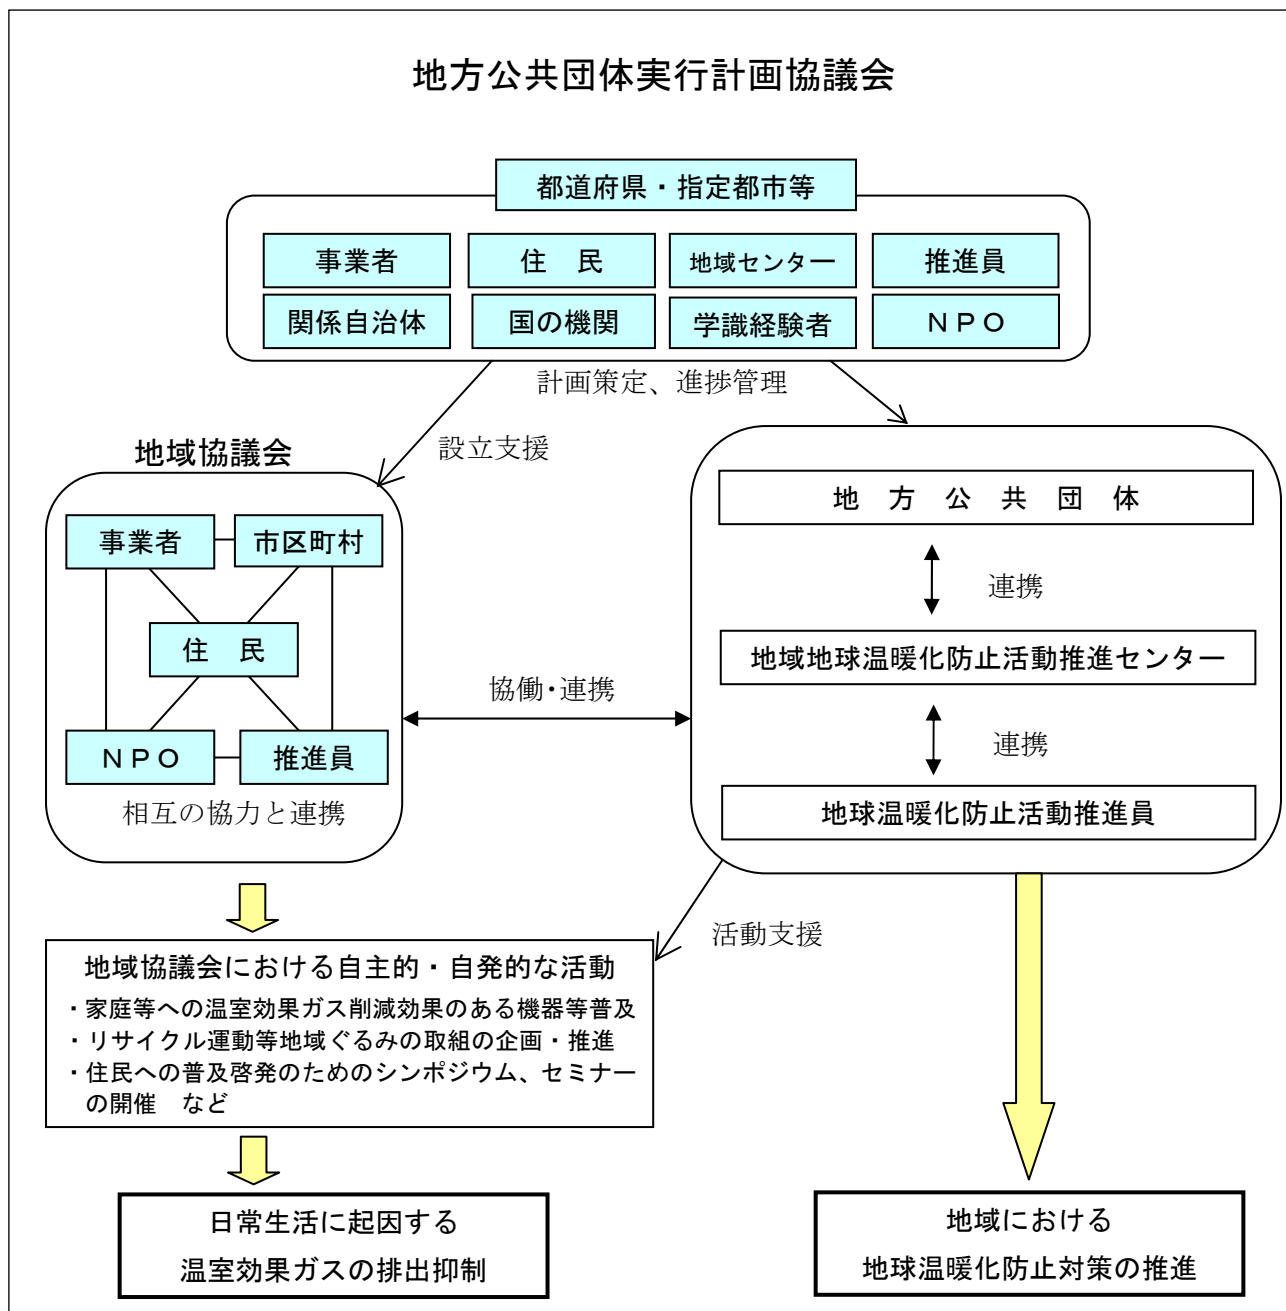 地方公共団体実行計画協議会
都道府県・指定都市等
事業者
住　民
地域センター
推進員
関係自治体
国の機関
学識経験者
ＮＰＯ
計画策定、進捗管理
設立支援
地域協議会
事業者
市区町村
住　民
ＮＰＯ
推進員
相互の協力と連携
協働･連携
地　方　公　共　団　体
連携
地域地球温暖化防止活動推進センター
連携
地球温暖化防止活動推進員
活動支援
地域協議会における自主的・自発的な活動
・家庭等への温室効果ガス削減効果のある機器等普及
・リサイクル運動等地域ぐるみの取組の企画・推進
・住民への普及啓発のためのシンポジウム、セミナー
の開催　など
日常生活に起因する
温室効果ガスの排出抑制
地域における
地球温暖化防止対策の推進